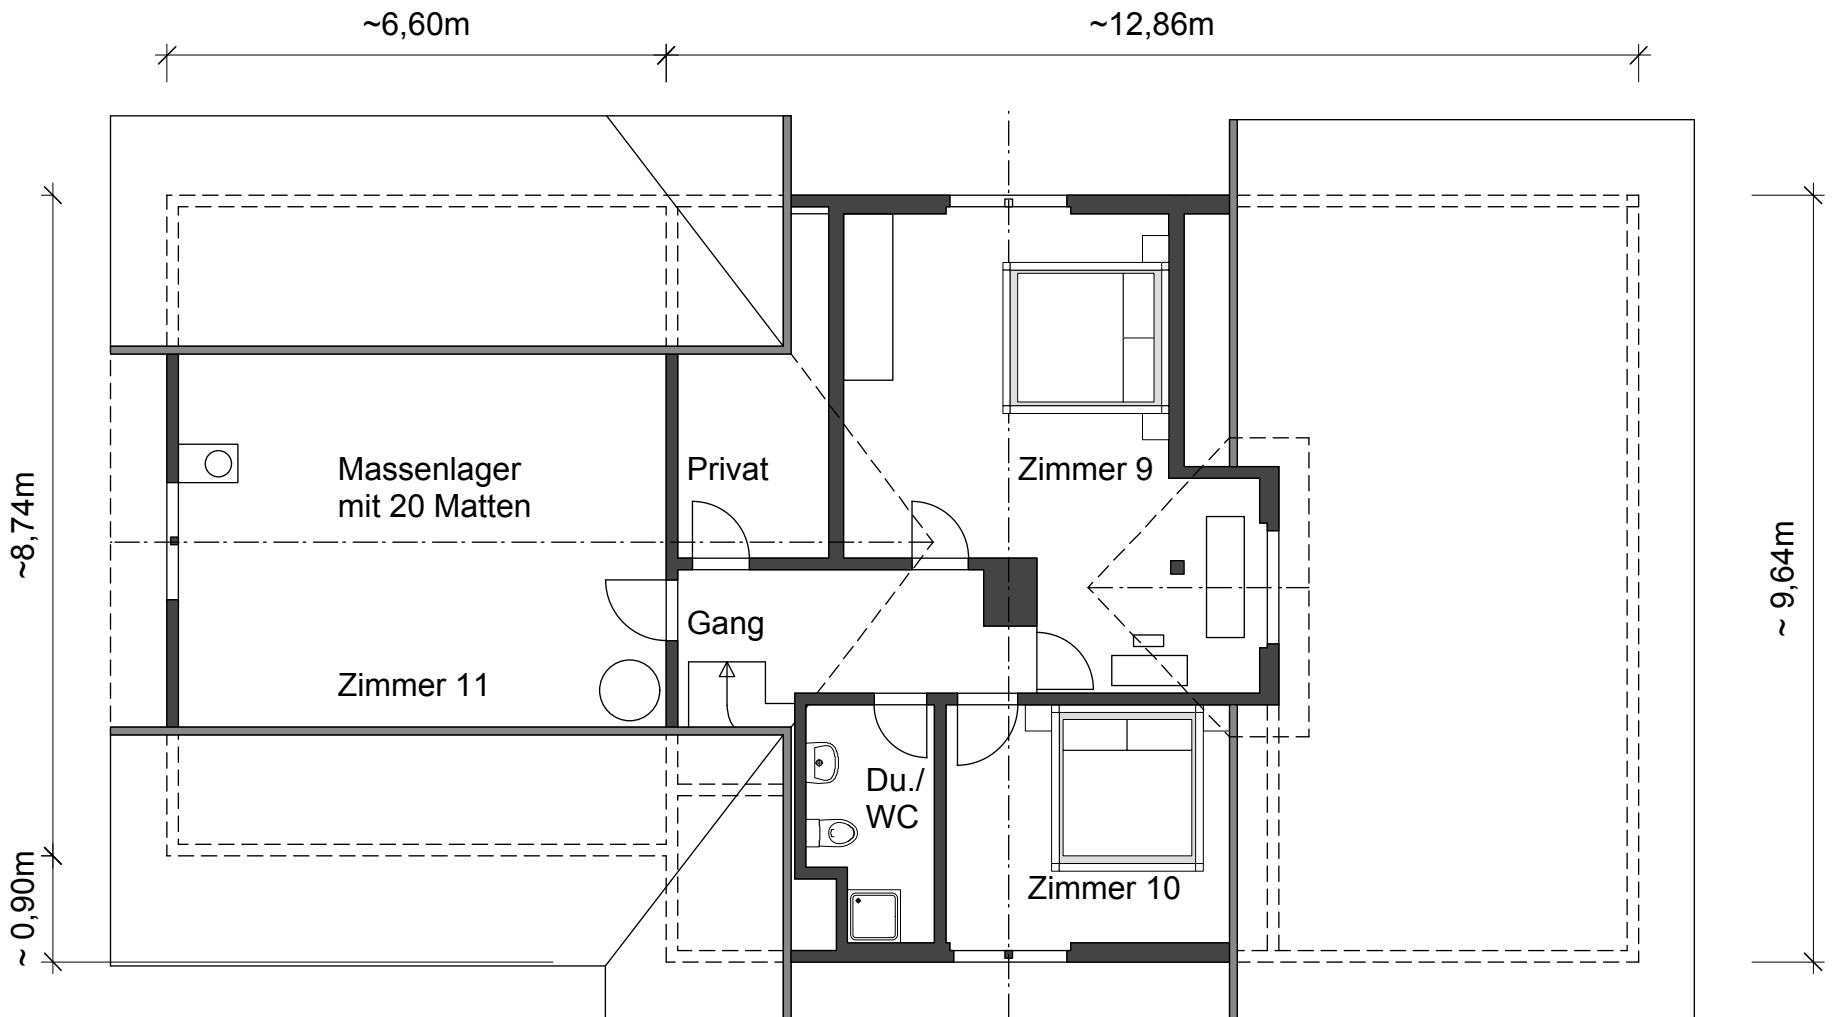 ~6,60m
~12,86m
~8,74m
~ 0,90m
~ 9,64m
Massenlager
mit 20 Matten
Privat
Zimmer 9
Gang
Zimmer 11
Du./
WC
Zimmer 10